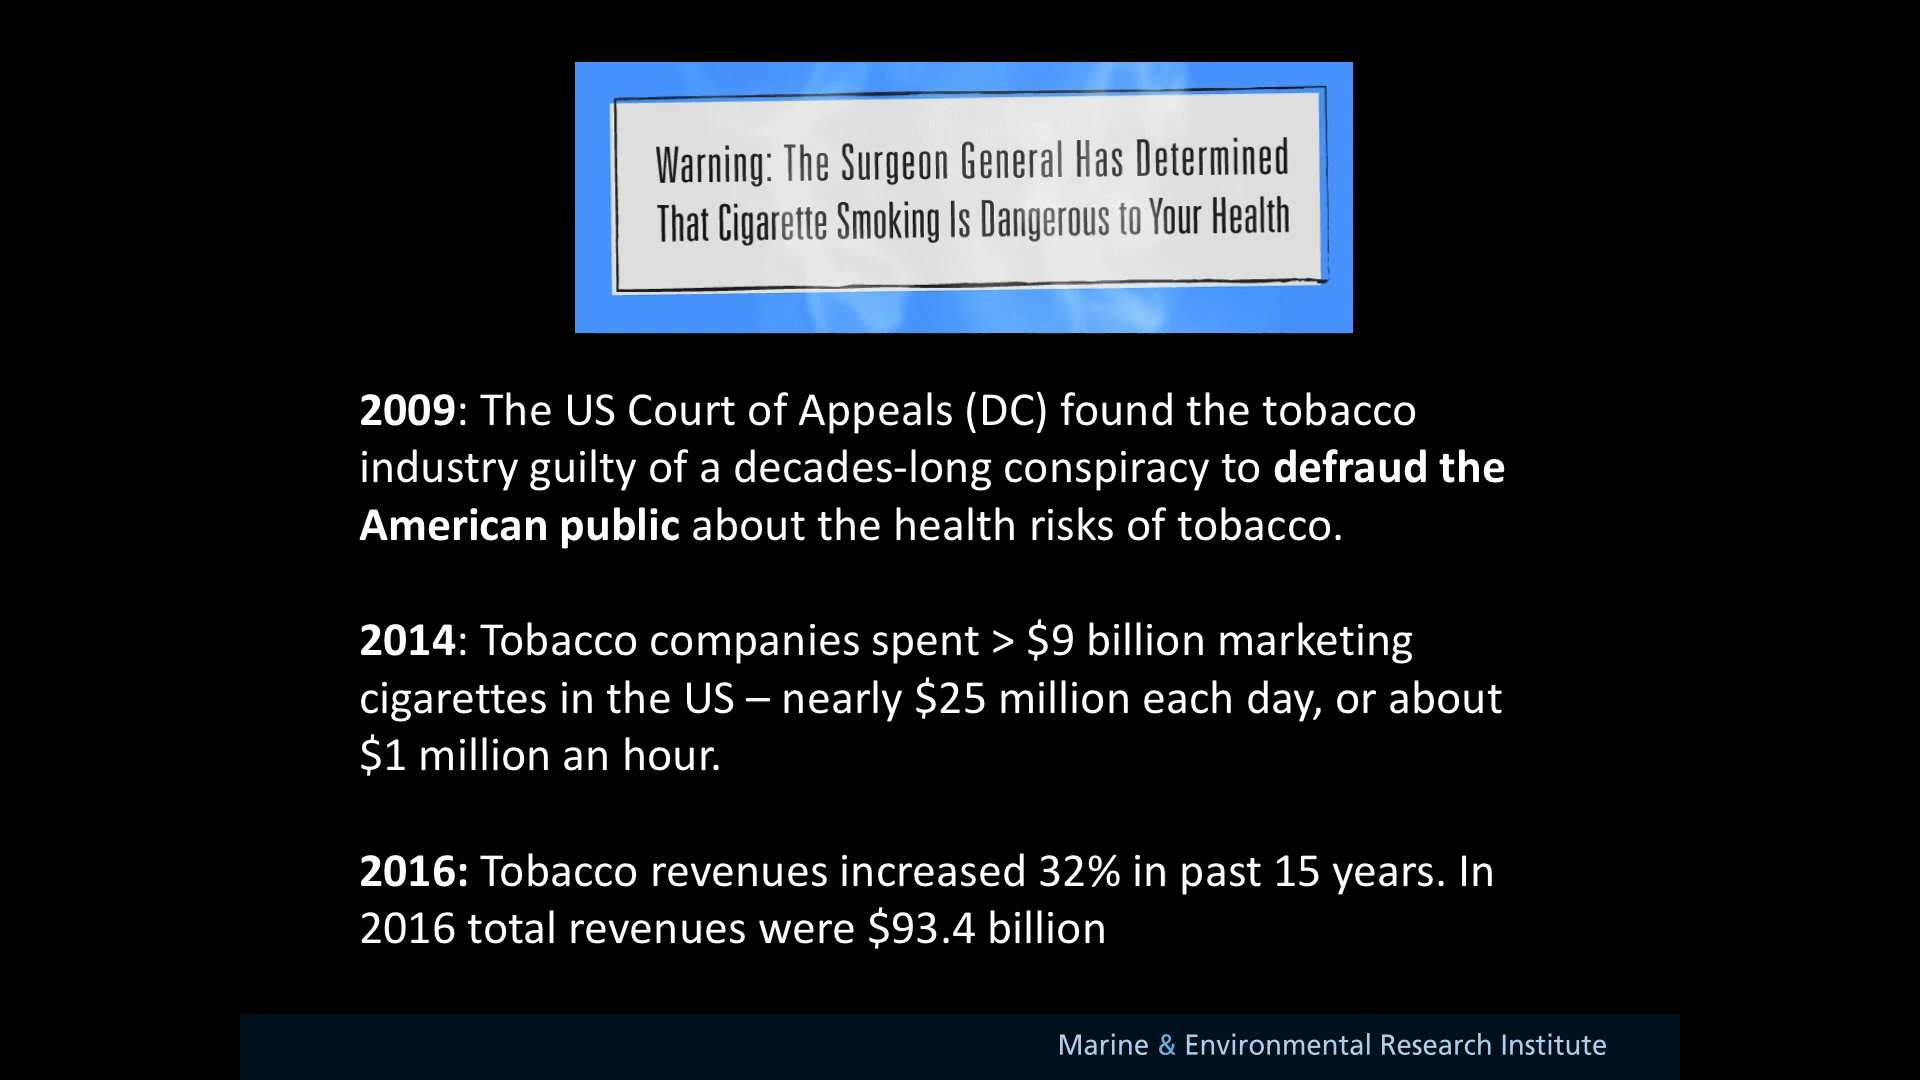 Warning: The Surgeon General Has Determined
That Cigarette Smoking Is Dangerous to Your Health
2009: The US Court of Appeals (DC) found the tobacco
industry guilty of a decades-long conspiracy to defraud the
American public about the health risks of tobacco.
2014: Tobacco companies spent > $9 billion marketing
cigarettes in the US – nearly $25 million each day, or about
$1 million an hour.
2016: Tobacco revenues increased 32% in past 15 years. In
2016 total revenues were $93.4 billion
Marine & Environmental Research Institute